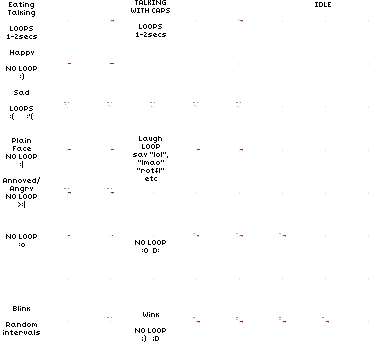 Eating
Talking
TALKING
WITH CAPS
IDLE
LOOPS
1-2secs
LOOPS
1-2secs
Happy
NO LOOP
:)
Sad
LOOPS
:( :'(
Plain
Face
NO LOOP
:|
Laugh
LOOP
say "lol",
"lmao"
"rotfl"
etc
Annoyed/
Angry
NO LOOP
>:|
NO LOOP
:o
NO LOOP
:O D:
Blink
Random
intervals
Wink
NO LOOP
;) ;D